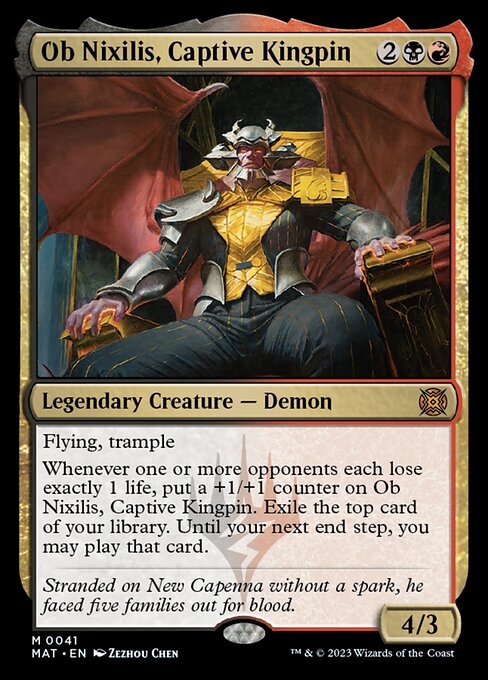 Ob Nixilis, Captive Kingpin 2
Legendary Creature — Demon
Flying, trample
Whenever one or more opponents each lose
exactly 1 life, put a +1/+1 counter on Ob
Nixilis, Captive Kingpin. Exile the top card
of your library. Until your next end step, you
may play that card.
Stranded on New Capenna without a spark, he
faced five families out for blood.
4/3
M 0041
MAT • EN Zezhou Chen
™ & © 2023 Wizards of the Coast